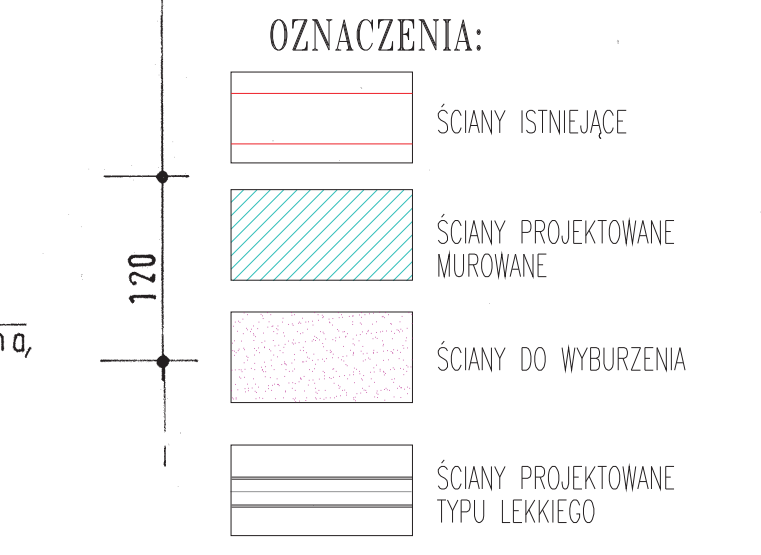 OZNACZENIA:
ŚCIANY ISTNIEJĄCE
ŚCIANY PROJEKTOWANE
MUROWANE
120
ŚCIANY DO WYBURZENIA
ŚCIANY PROJEKTOWANE
TYPU LEKKIEGO